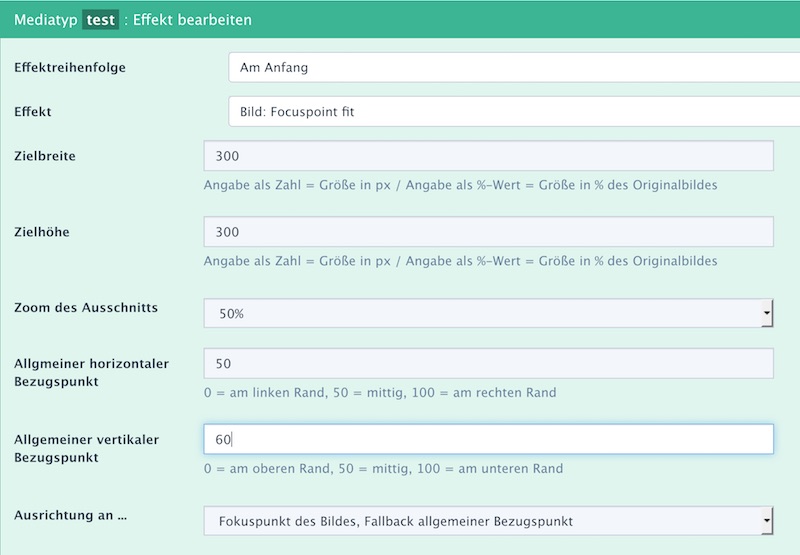 Mediatyp test : Effekt bearbeiten
Effektreihenfolge
Am Anfang
Effekt
Bild: Focuspoint fit
Zielbreite
300
Angabe als Zahl = Größe in px / Angabe als %-Wert = Größe in % des Originalbildes
Zielhöhe
300
Angabe als Zahl = Größe in px / Angabe als %-Wert = Größe in % des Originalbildes
Zoom des Ausschnitts
50%
Allgmeiner horizontaler
Bezugspunkt
50
0 = am linken Rand, 50 = mittig, 100 = am rechten Rand
Allgemeiner vertikaler
Bezugspunkt
60
0 = am oberen Rand, 50 = mittig, 100 = am unteren Rand
Ausrichtung an ...
Fokuspunkt des Bildes, Fallback allgemeiner Bezugspunkt